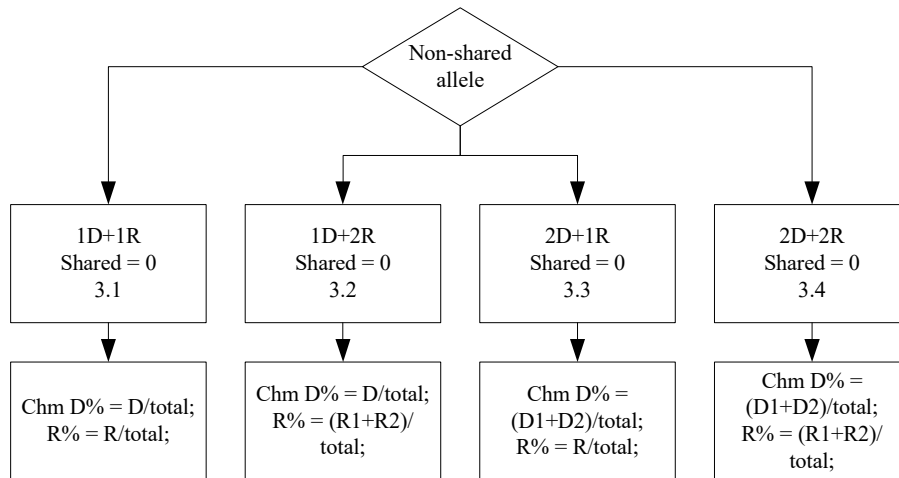 Non-shared
allele
1D+1R
Shared = 0
3.1
1D+2R
Shared = 0
3.2
2D+1R
Shared = 0
3.3
2D+2R
Shared = 0
3.4
Chm D% = D/total;
R% = R/total;
Chm D% = D/total;
R% = (R1+R2)/
total;
Chm D% =
(D1+D2)/total;
R% = R/total;
Chm D% =
(D1+D2)/total;
R% = (R1+R2)/
total;